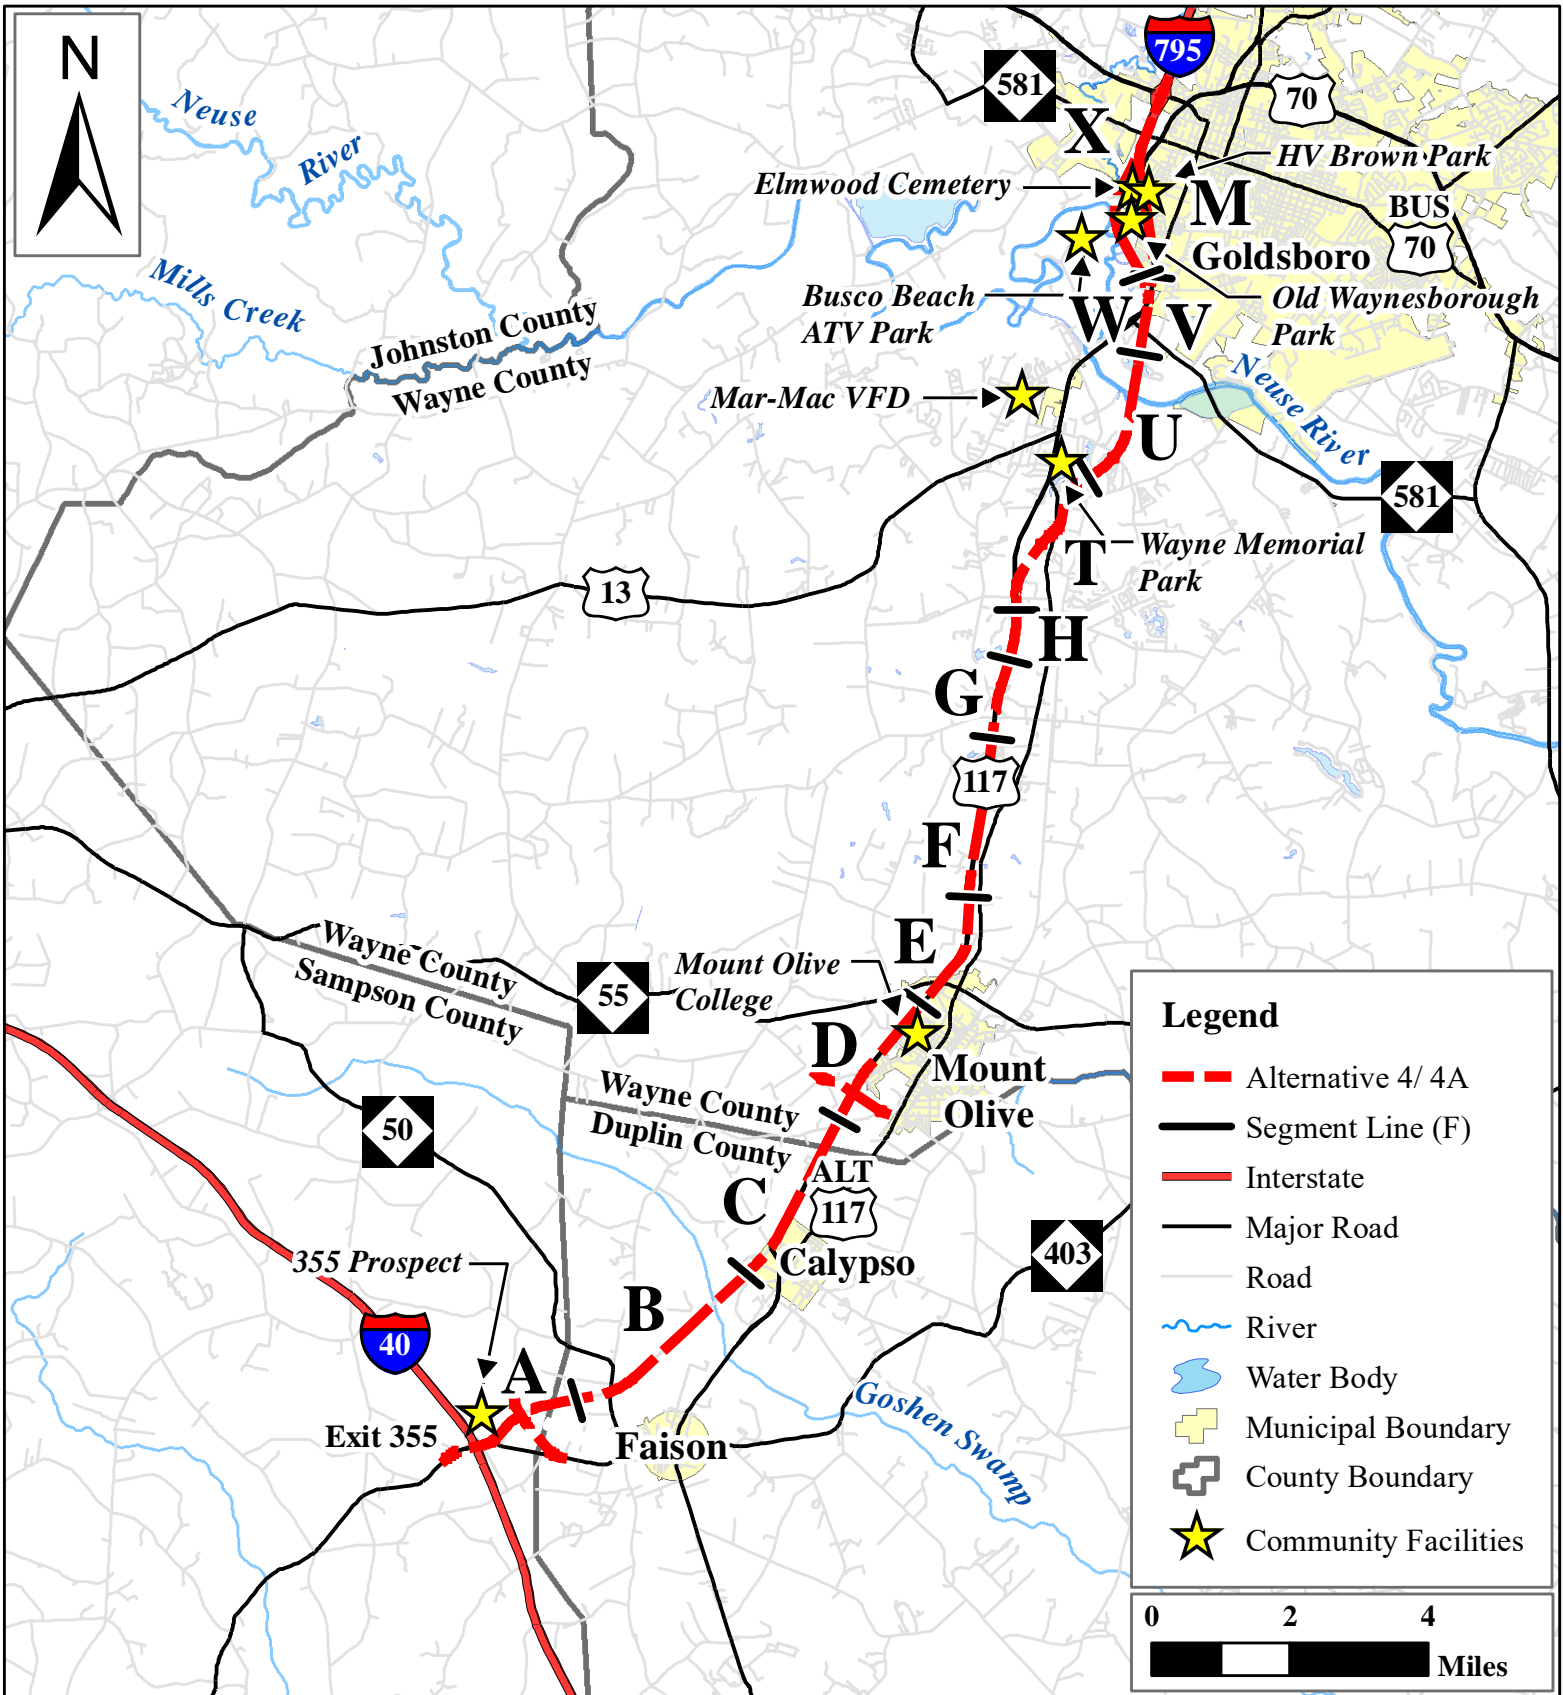 N
795
581
70
X
HV Brown Park
Elmwood Cemetery
M
BUS
70
Goldsboro
Neuse
River
Mills Creek
Busco Beach
ATV Park
W
V
Old Waynesborough
Park
Johnston County
Wayne County
Mar-Mac VFD
Neuse River
U
581
T
Wayne Memorial
Park
13
H
G
117
F
E
Wayne County
Sampson County
55
Mount Olive
College
D
Mount
Olive
Wayne County
Duplin County
50
ALT
117
C
Calypso
403
355 Prospect
B
40
A
Exit 355
Faison
Goshen Swamp
Legend
Alternative 4/ 4A
Segment Line (F)
Interstate
Major Road
Road
River
Water Body
Municipal Boundary
County Boundary
Community Facilities
0 2 4
Miles